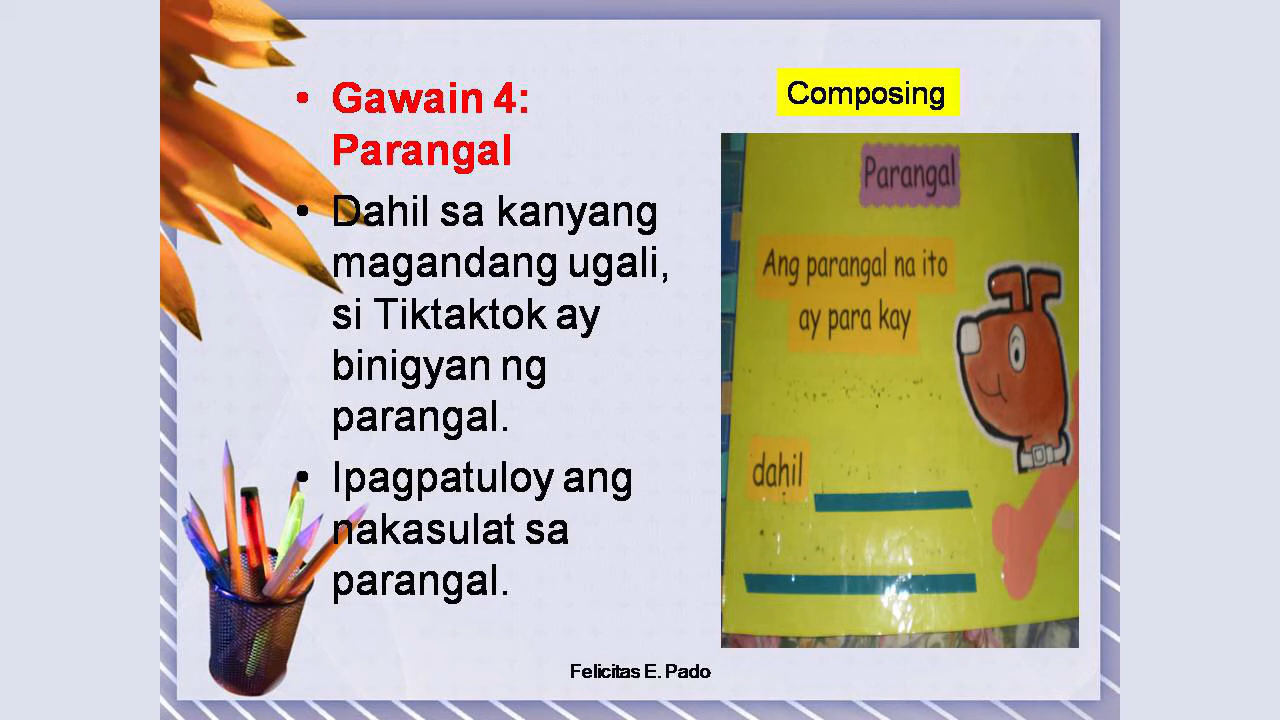 • Gawain 4:
Parangal
• Dahil sa kanyang
magandang ugali,
si Tiktaktok ay
binigyan ng
parangal.
• Ipagpatuloy ang
nakasulat sa
parangal.
Composing
Parangal
Ang parangal na ito
ay para kay
dahil
Felicitas E. Pado